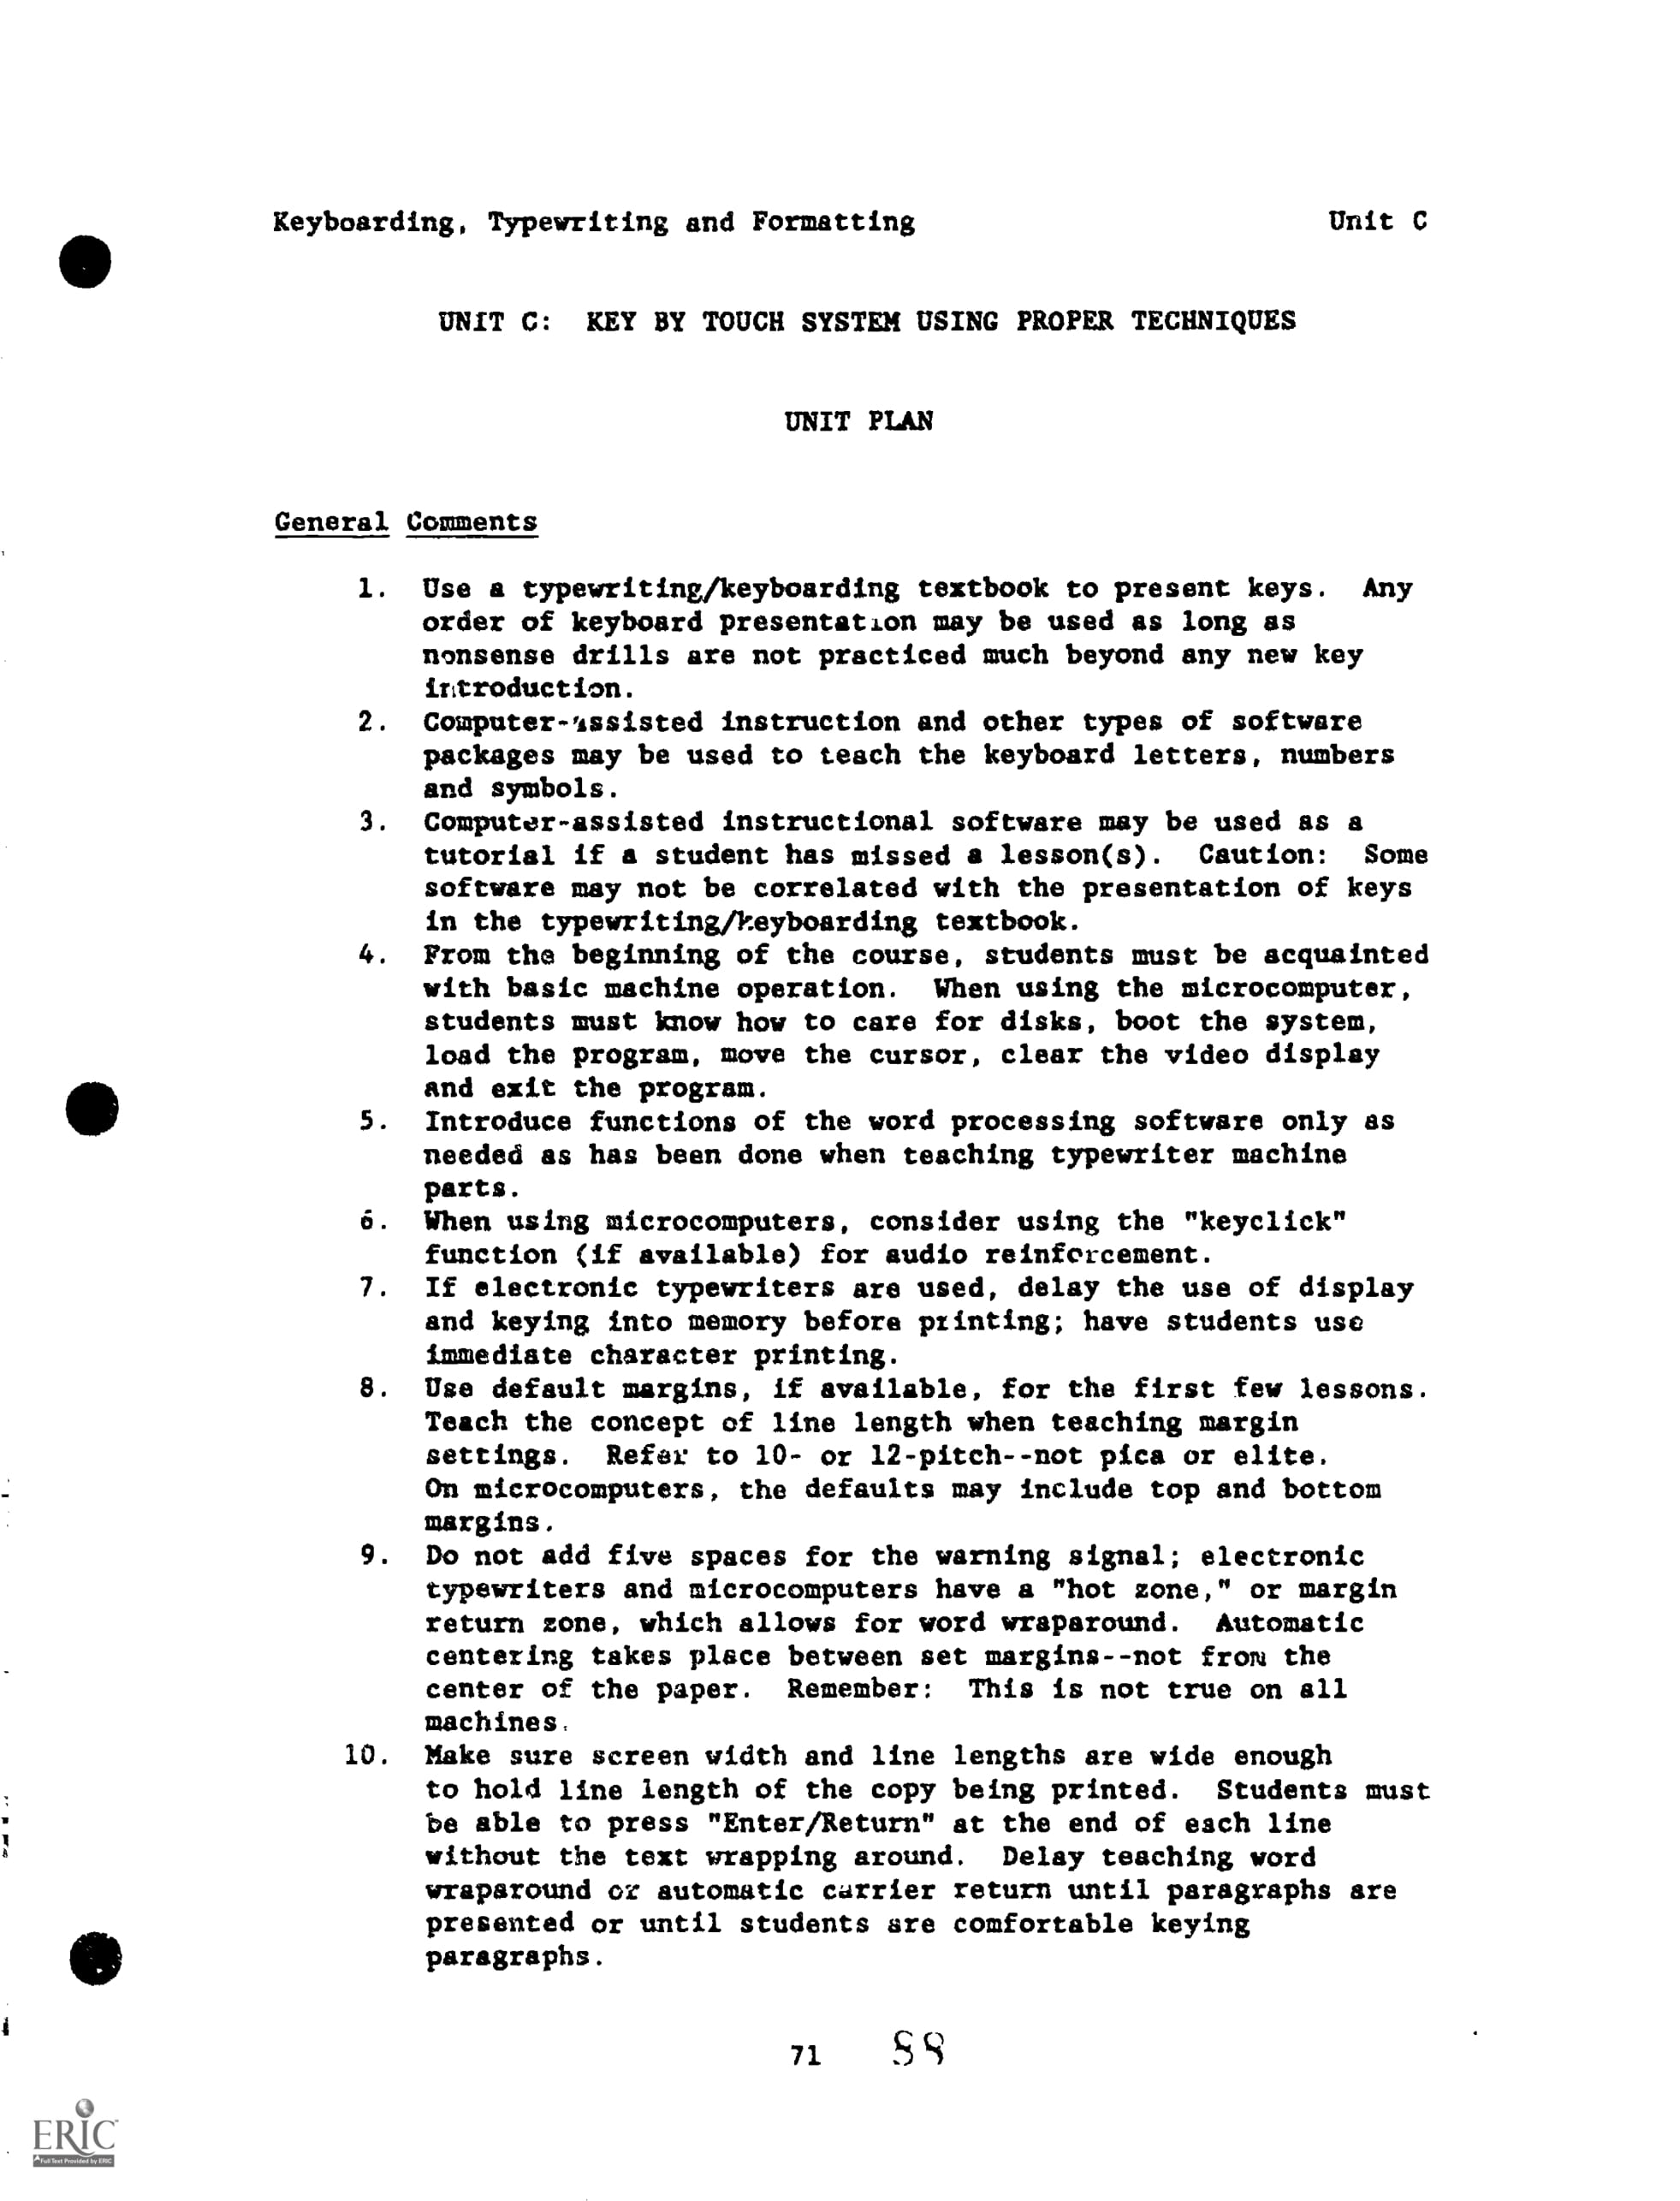 Keyboarding, Typewriting and Formatting Unit C
UNIT C: KEY BY TOUCH SYSTEM USING PROPER TECHNIQUES
UNIT PLAN
General Comments
1. Use a typewriting/keyboarding textbook to present keys. Any
order of keyboard presentation may be used as long as
nonsense drills are not practiced much beyond any new key
introduction.
2. Computer-assisted instruction and other types of software
packages may be used to teach the keyboard letters, numbers
and symbols.
3. Computer-assisted instructional software may be used as a
tutorial if a student has missed a lesson(s). Caution: Some
software may not be correlated with the presentation of keys
in the typewriting/keyboarding textbook.
4. From the beginning of the course, students must be acquainted
with basic machine operation. When using the microcomputer,
students must know how to care for disks, boot the system,
load the program, move the cursor, clear the video display
and exit the program.
5. Introduce functions of the word processing software only as
needed as has been done when teaching typewriter machine
parts.
6. When using microcomputers, consider using the "keyclick"
function (if available) for audio reinforcement.
7. If electronic typewriters are used, delay the use of display
and keying into memory before printing; have students use
immediate character printing.
8. Use default margins, if available, for the first few lessons.
Teach the concept of line length when teaching margin
settings. Refer to 10- or 12-pitch--not pica or elite.
On microcomputers, the defaults may include top and bottom
margins.
9. Do not add five spaces for the warning signal; electronic
typewriters and microcomputers have a "hot zone," or margin
return zone, which allows for word wraparound. Automatic
centering takes place between set margins--not from the
center of the paper. Remember: This is not true on all
machines.
10. Make sure screen width and line lengths are wide enough
to hold line length of the copy being printed. Students must
be able to press "Enter/Return" at the end of each line
without the text wrapping around. Delay teaching word
wraparound or automatic carrier return until paragraphs are
presented or until students are comfortable keying
paragraphs.
71 88
ERIC
Full Text Provided by ERIC